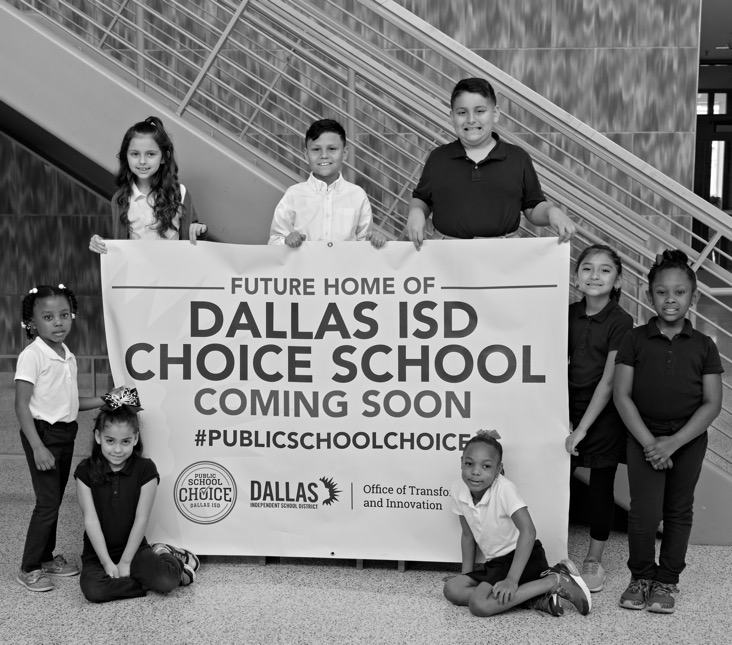 FUTURE HOME OF
DALLAS ISD
CHOICE SCHOOL
COMING SOON
#PUBLICSCHOOLCHOICE
PUBLIC
SCHOOL
CHOICE
DALLAS ISD
DALLAS
INDEPENDENT SCHOOL DISTRICT
Office of Transfo
and Innovation